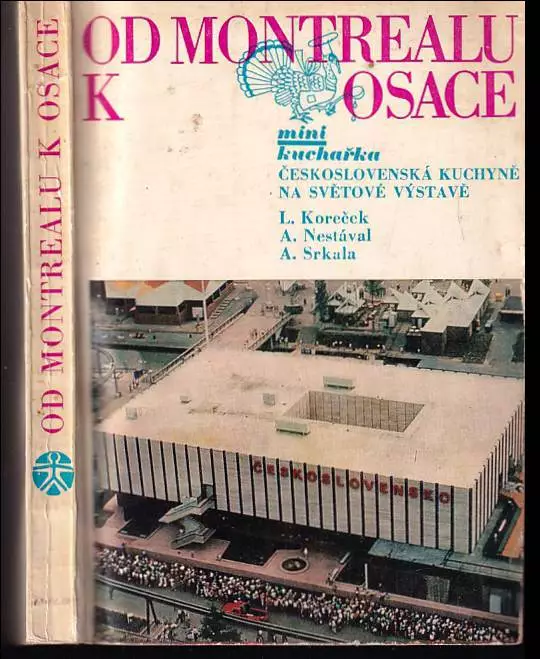 OD MONTREALU K OSACE
OD MONTREALU
K OSACE
mini
kuchařka
ČESKOSLOVENSKÁ KUCHYNĚ
NA SVĚTOVÉ VÝSTAVĚ
L. Koreček
A. Nestával
A. Srkala
ČESKOSLOVENSKO